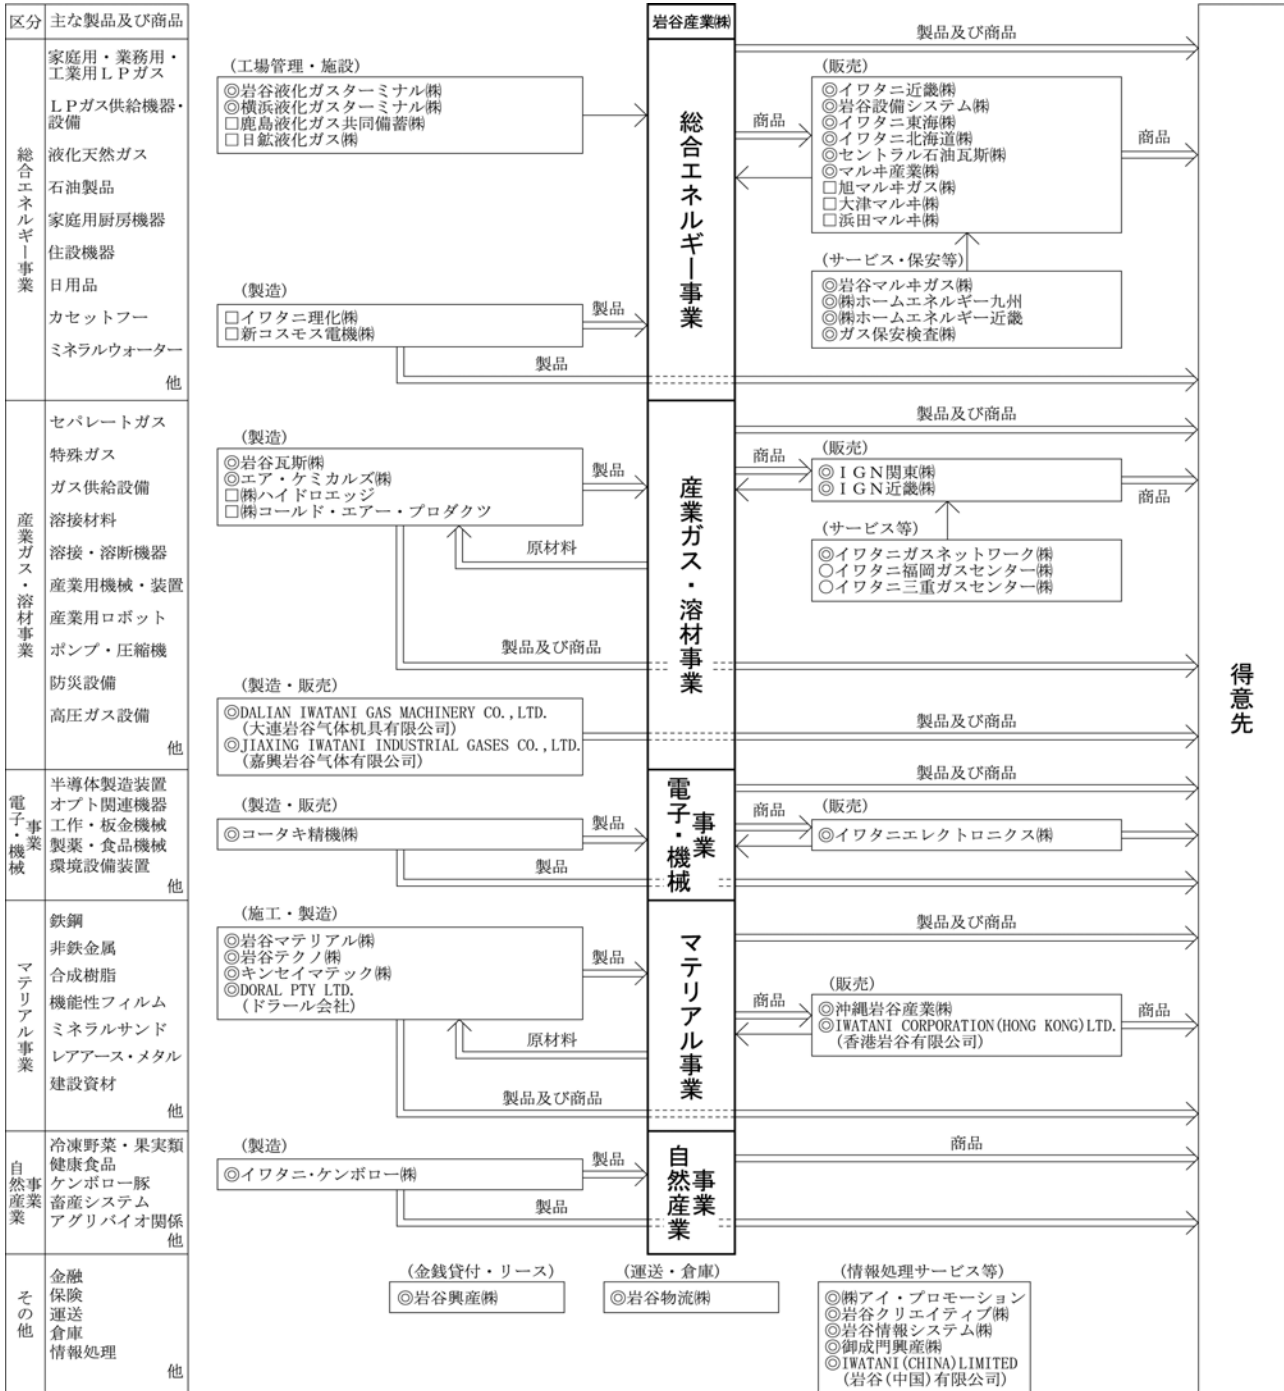 区分
主な製品及び商品
岩谷産業㈱
総合エネルギー事業
家庭用・業務用・
工業用ＬＰガス
ＬＰガス供給機器・
設備
液化天然ガス
石油製品
家庭用厨房機器
住設機器
日用品
カセットフー
ミネラルウォーター
他
(工場管理・施設)
◎岩谷液化ガスターミナル㈱
◎横浜液化ガスターミナル㈱
□鹿島液化ガス共同備蓄㈱
□日鉱液化ガス㈱
(製造)
□イワタニ理化㈱
□新コスモス電機㈱
製品
製品
総合エネルギー事業
製品及び商品
商品
(販売)
◎イワタニ近畿㈱
◎岩谷設備システム㈱
◎イワタニ東海㈱
◎イワタニ北海道㈱
◎セントラル石油瓦斯㈱
◎マルヰ産業㈱
□旭マルヰガス㈱
□大津マルヰ㈱
□浜田マルヰ㈱
商品
(サービス・保安等)
◎岩谷マルヰガス㈱
◎㈱ホームエネルギー九州
◎㈱ホームエネルギー近畿
◎ガス保安検査㈱
得意先
産業ガス・溶材事業
セパレートガス
特殊ガス
ガス供給設備
溶接材料
溶接・溶断機器
産業用機械・装置
産業用ロボット
ポンプ・圧縮機
防災設備
高圧ガス設備
他
(製造)
◎岩谷瓦斯㈱
◎エア・ケミカルズ㈱
□㈱ハイドロエッジ
□㈱コールド・エアー・プロダクツ
製品
原材料
製品及び商品
(製造・販売)
◎DALIAN IWATANI GAS MACHINERY CO.,LTD.
(大連岩谷气体机具有限公司)
◎JIAXING IWATANI INDUSTRIAL GASES CO.,LTD.
(嘉興岩谷气体有限公司)
産業ガス・溶材事業
製品及び商品
商品
(販売)
◎ＩＧＮ関東㈱
◎ＩＧＮ近畿㈱
商品
(サービス等)
◎イワタニガスネットワーク㈱
○イワタニ福岡ガスセンター㈱
○イワタニ三重ガスセンター㈱
製品及び商品
電子・機械
事業
半導体製造装置
オプト関連機器
工作・板金機械
製薬・食品機械
環境設備装置
他
(製造・販売)
◎コータキ精機㈱
製品
製品
電子・機械
事業
製品及び商品
商品
(販売)
◎イワタニエレクトロニクス㈱
マテリアル事業
鉄鋼
非鉄金属
合成樹脂
機能性フィルム
ミネラルサンド
レアアース・メタル
建設資材
他
(施工・製造)
◎岩谷マテリアル㈱
◎岩谷テクノ㈱
◎キンセイマテック㈱
◎DORAL PTY LTD.
(ドラール会社)
製品
原材料
製品及び商品
マテリアル事業
製品及び商品
商品
(販売)
◎沖縄岩谷産業㈱
◎IWATANI CORPORATION(HONG KONG)LTD.
(香港岩谷有限公司)
商品
自然産業
事業
冷凍野菜・果実類
健康食品
ケンボロー豚
畜産システム
アグリバイオ関係
他
(製造)
◎イワタニ・ケンボロー㈱
製品
製品
自然産業
事業
商品
その他
金融
保険
運送
倉庫
情報処理
他
(金銭貸付・リース)
◎岩谷興産㈱
(運送・倉庫)
◎岩谷物流㈱
(情報処理サービス等)
◎㈱アイ・プロモーション
◎岩谷クリエイティブ㈱
◎岩谷情報システム㈱
◎御成門興産㈱
◎IWATANI(CHINA)LIMITED
(岩谷(中国)有限公司)